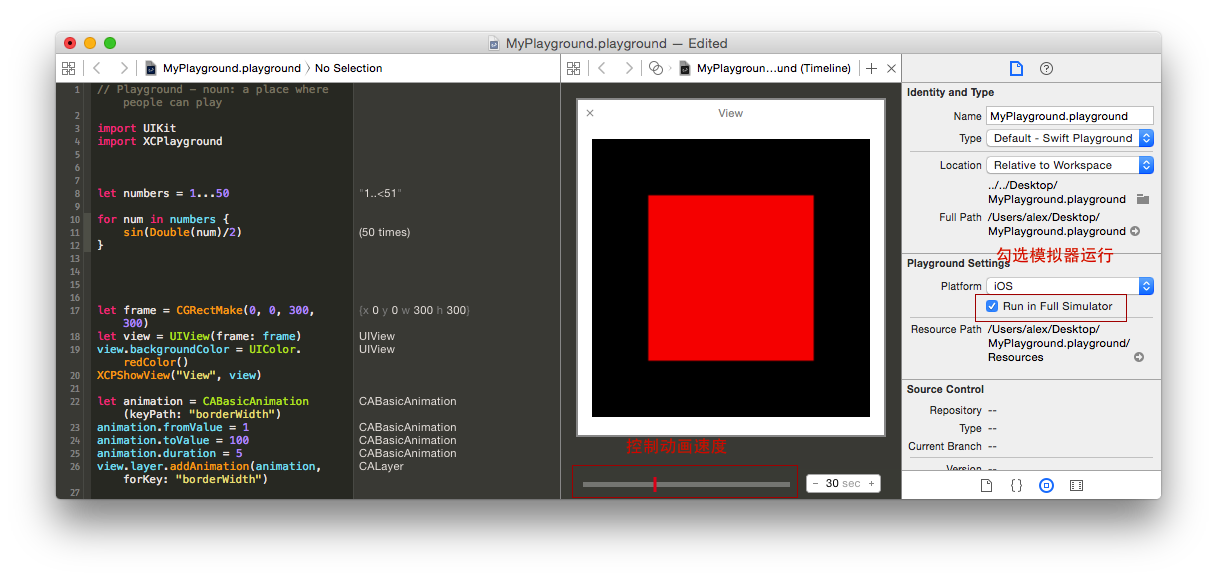 MyPlayground.playground — Edited
MyPlayground.playground 〉 No Selection
MyPlaygroun...und (Timeline)
1 // Playground - noun: a place where
people can play
2
3 import UIKit
4 import XCPlayground
5
6
7
8 let numbers = 1...50
"1..<51"
9
10 for num in numbers {
11 sin(Double(num)/2)
(50 times)
12 }
13
14
15
16
17 let frame = CGRectMake(0, 0, 300,
300)
{x 0 y 0 w 300 h 300}
18 let view = UIView(frame: frame)
UIView
19 view.backgroundColor = UIColor.
redColor()
UIView
20 XCPShowView("View", view)
21
22 let animation = CABasicAnimation
(keyPath: "borderWidth")
CABasicAnimation
23 animation.fromValue = 1
CABasicAnimation
24 animation.toValue = 100
CABasicAnimation
25 animation.duration = 5
CABasicAnimation
26 view.layer.addAnimation(animation,
forKey: "borderWidth")
CALayer
27
View
控制动画速度
− 30 sec +
Identity and Type
Name MyPlayground.playground
Type Default - Swift Playground
Location Relative to Workspace
../../Desktop/
MyPlayground.playground
Full Path /Users/alex/Desktop/
MyPlayground.playground
勾选模拟器运行
Playground Settings
Platform iOS
Run in Full Simulator
Resource Path /Users/alex/Desktop/
MyPlayground.playground/
Resources
Source Control
Repository --
Type --
Current Branch --
Version --